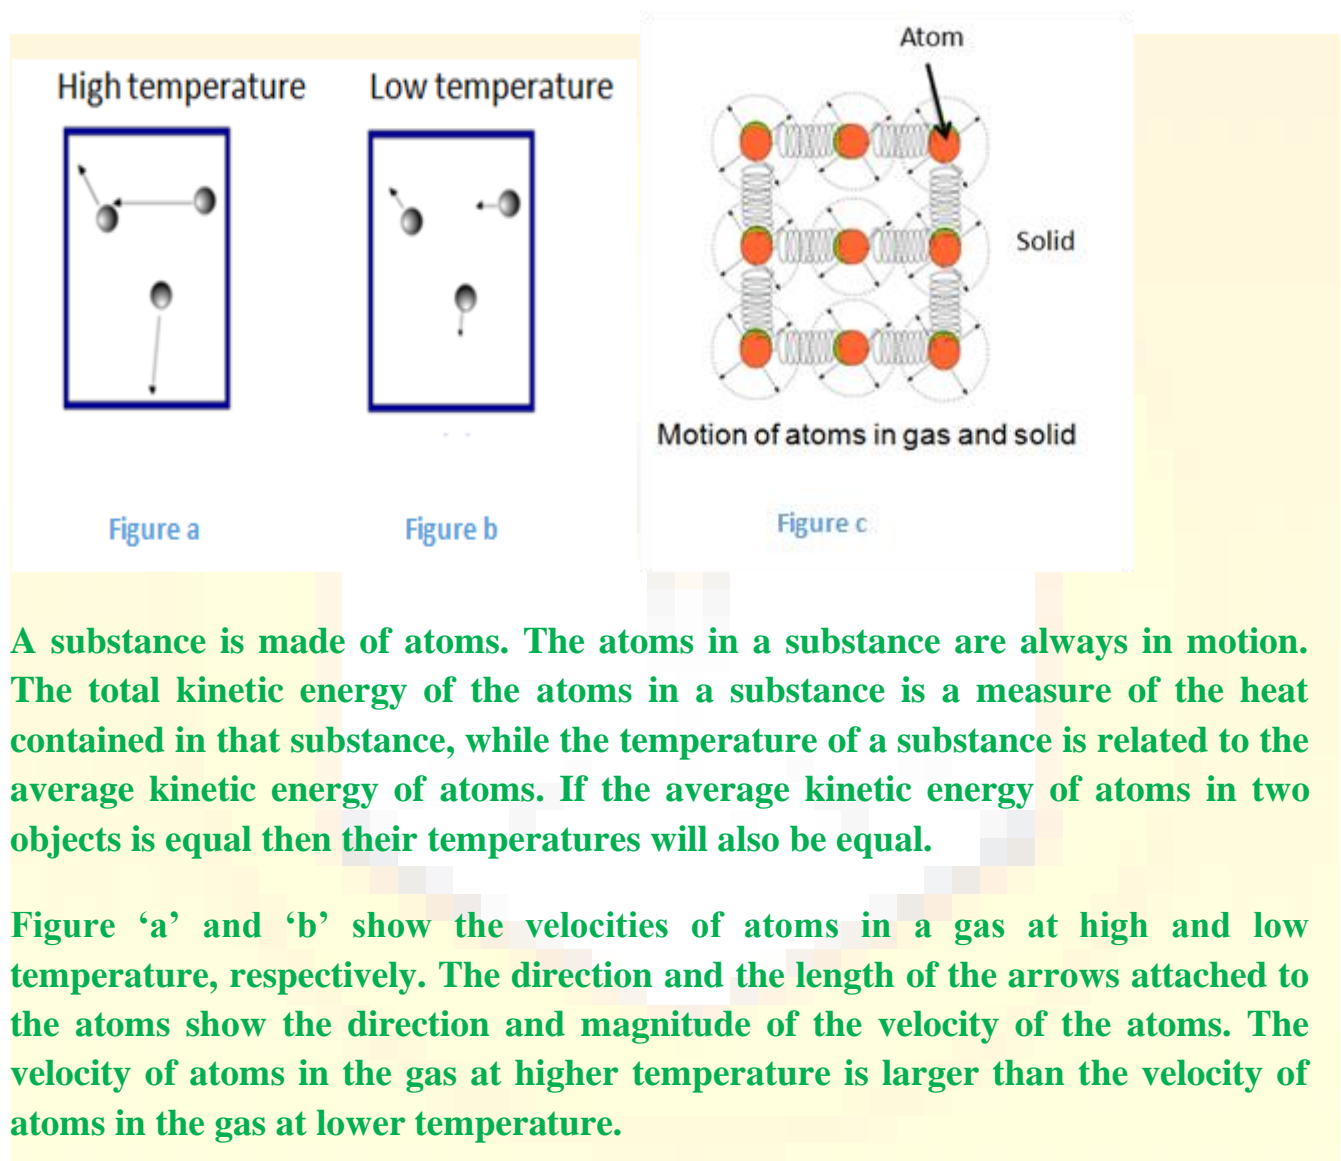 High temperature
Low temperature
Atom
Solid
Motion of atoms in gas and solid
Figure a
Figure b
Figure c
A substance is made of atoms. The atoms in a substance are always in motion.
The total kinetic energy of the atoms in a substance is a measure of the heat
contained in that substance, while the temperature of a substance is related to the
average kinetic energy of atoms. If the average kinetic energy of atoms in two
objects is equal then their temperatures will also be equal.
Figure ‘a’ and ‘b’ show the velocities of atoms in a gas at high and low
temperature, respectively. The direction and the length of the arrows attached to
the atoms show the direction and magnitude of the velocity of the atoms. The
velocity of atoms in the gas at higher temperature is larger than the velocity of
atoms in the gas at lower temperature.